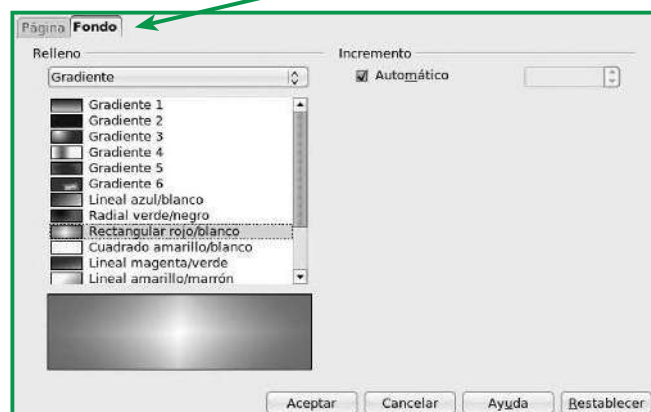 Página Fondo
Relleno
Incremento
Gradiente
Automático
Gradiente 1
Gradiente 2
Gradiente 3
Gradiente 4
Gradiente 5
Gradiente 6
Lineal azul/blanco
Radial verde/negro
Rectangular rojo/blanco
Cuadrado amarillo/blanco
Lineal magenta/verde
Lineal amarillo/marrón
Aceptar Cancelar Ayuda Restablecer